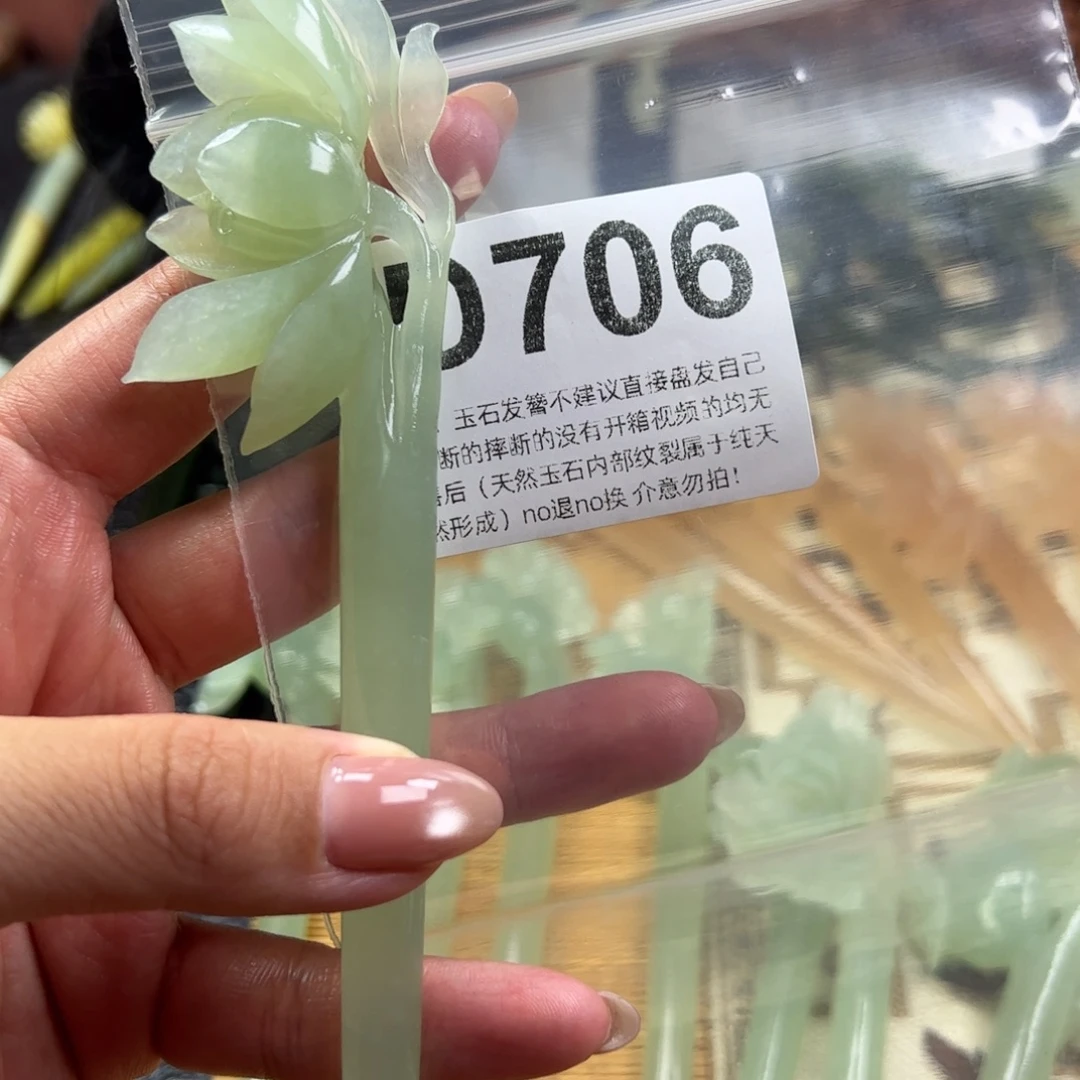 D706
玉石发簪不建议直接盘发自己
断的摔断的没有开箱视频的均无
售后（天然玉石内部纹裂属于纯天
然形成）no退no换 介意勿拍！